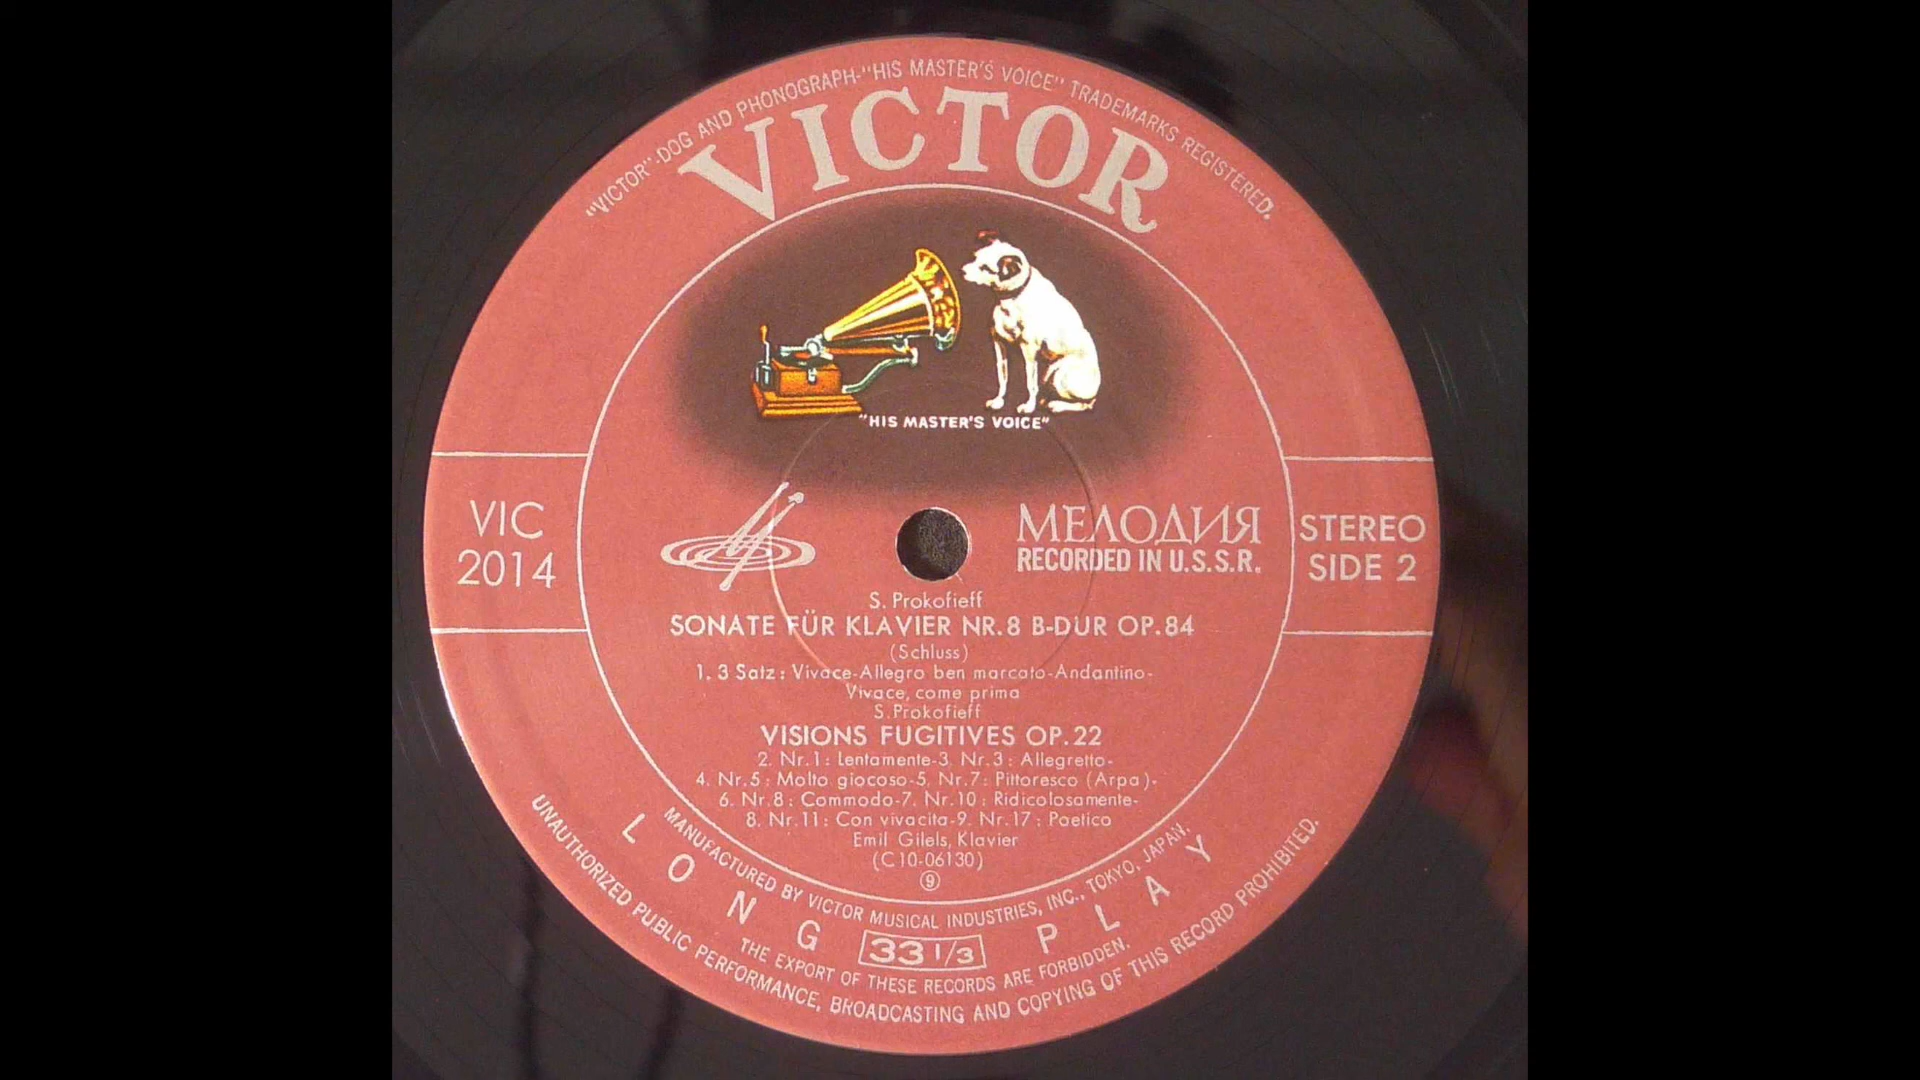 "VICTOR"-DOG AND PHONOGRAPH-"HIS MASTER'S VOICE" TRADEMARKS REGISTERED.
VICTOR
"HIS MASTER'S VOICE"
VIC
2014
МЕЛОДИЯ
RECORDED IN U.S.S.R.
STEREO
SIDE 2
S. Prokofieff
SONATE FÜR KLAVIER NR.8 B-DUR OP.84
(Schluss)
1. 3 Satz : Vivace-Allegro ben marcato-Andantino-
Vivace, come prima
S. Prokofieff
VISIONS FUGITIVES OP.22
2. Nr.1 : Lentamente-3. Nr.3 : Allegretto-
4. Nr.5 : Molto giocoso-5. Nr.7 : Pittoresco (Arpa)-
6. Nr.8 : Commodo-7. Nr.10 : Ridicolosamente-
8. Nr.11 : Con vivacita-9. Nr.17 : Poetico
Emil Gilels, Klavier
(C10-06130)
⑨
MANUFACTURED BY VICTOR MUSICAL INDUSTRIES, INC., TOKYO, JAPAN.
LONG PLAY
33 1/3
THE EXPORT OF THESE RECORDS ARE FORBIDDEN.
UNAUTHORIZED PUBLIC PERFORMANCE, BROADCASTING AND COPYING OF THIS RECORD PROHIBITED.